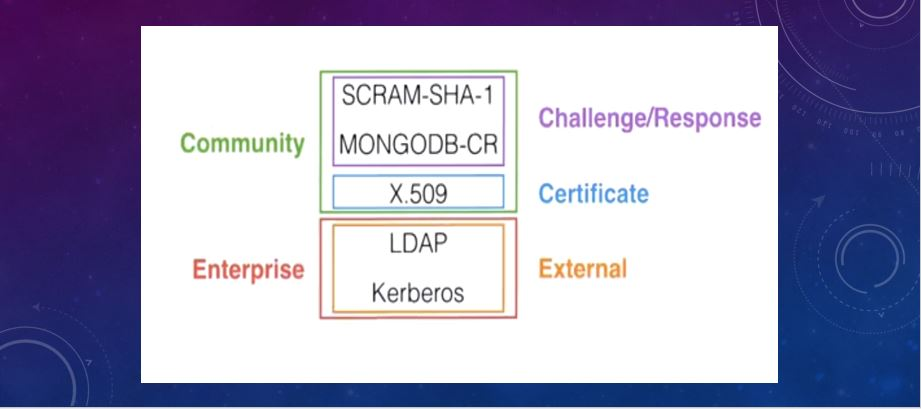 SCRAM-SHA-1
MONGODB-CR
Challenge/Response
Community
X.509
Certificate
LDAP
Kerberos
Enterprise
External